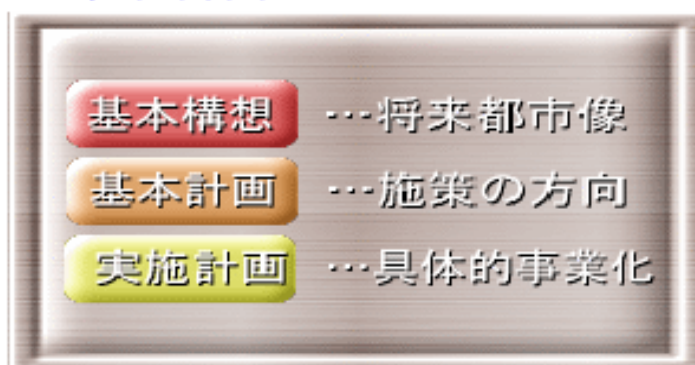 基本構想 …将来都市像
基本計画 …施策の方向
実施計画 …具体的事業化